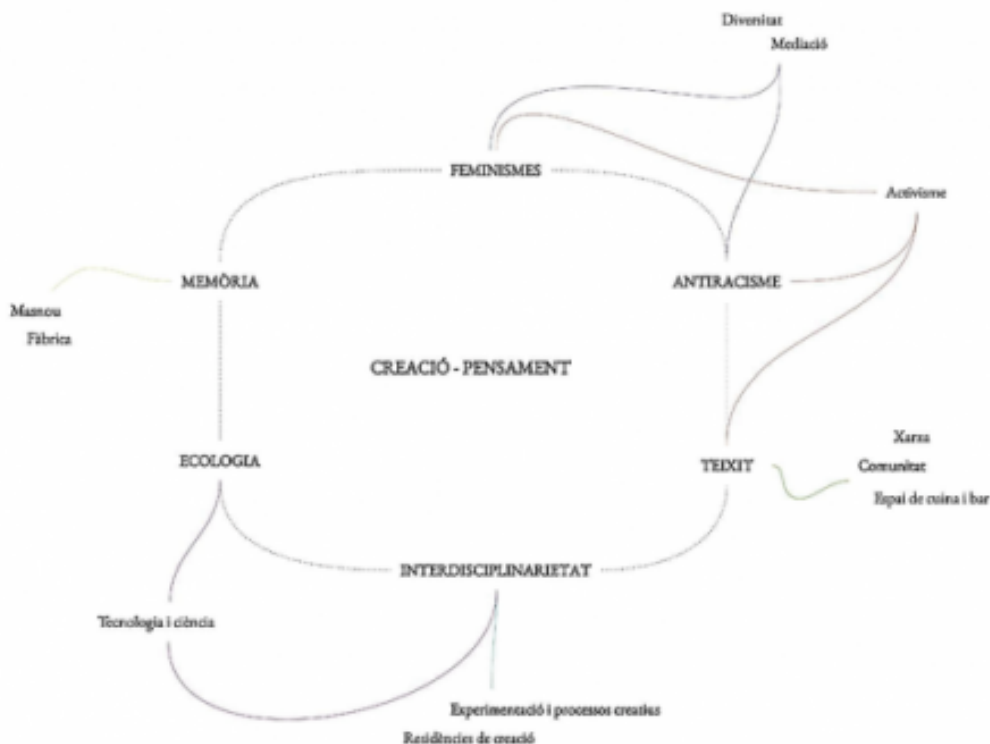 Diversitat
Mediació
FEMINISMES
Activisme
MEMÒRIA
ANTIRACISME
Masnou
Fàbrica
CREACIÓ - PENSAMENT
ECOLOGIA
TEIXIT
Xarxa
Comunitat
Espai de cuina i bar
INTERDISCIPLINARIETAT
Tecnologia i ciència
Experimentació i processos creatius
Residències de creació